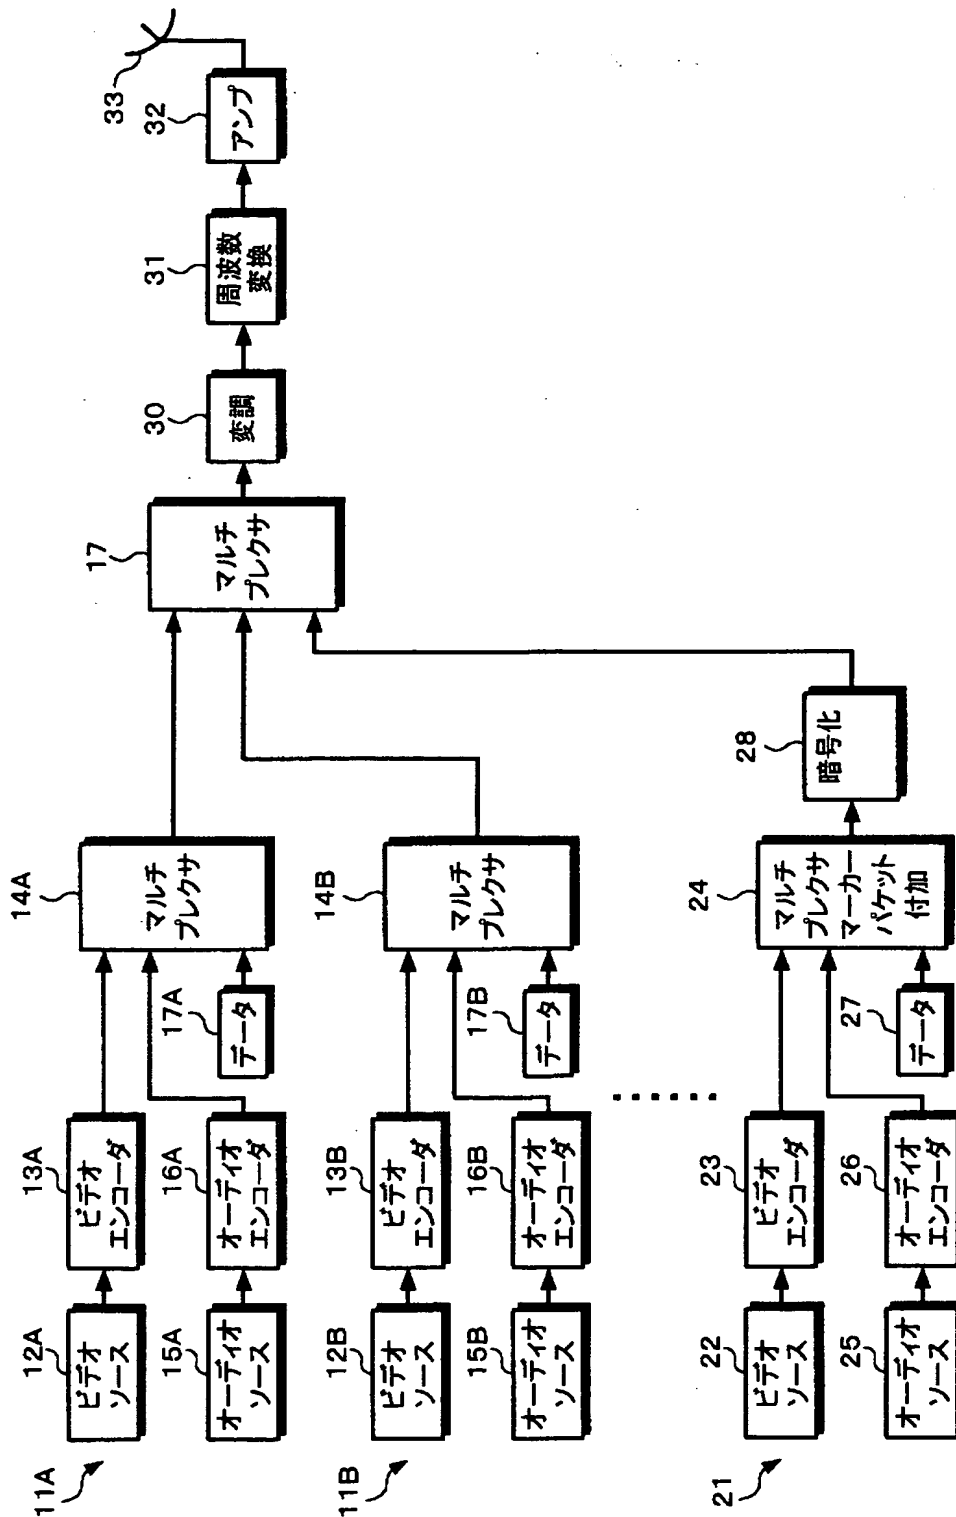 11A
12A
ビデオ
ソース
13A
ビデオ
エンコーダ
15A
オーディオ
ソース
16A
オーディオ
エンコーダ
17A
データ
14A
マルチ
プレクサ
11B
12B
ビデオ
ソース
13B
ビデオ
エンコーダ
15B
オーディオ
ソース
16B
オーディオ
エンコーダ
17B
データ
14B
マルチ
プレクサ
21
22
ビデオ
ソース
23
ビデオ
エンコーダ
25
オーディオ
ソース
26
オーディオ
エンコーダ
27
データ
24
マルチ
プレクサ
マーカー
パケット
付加
28
暗号化
17
マルチ
プレクサ
30
変調
31
周波数
変換
32
アンプ
33